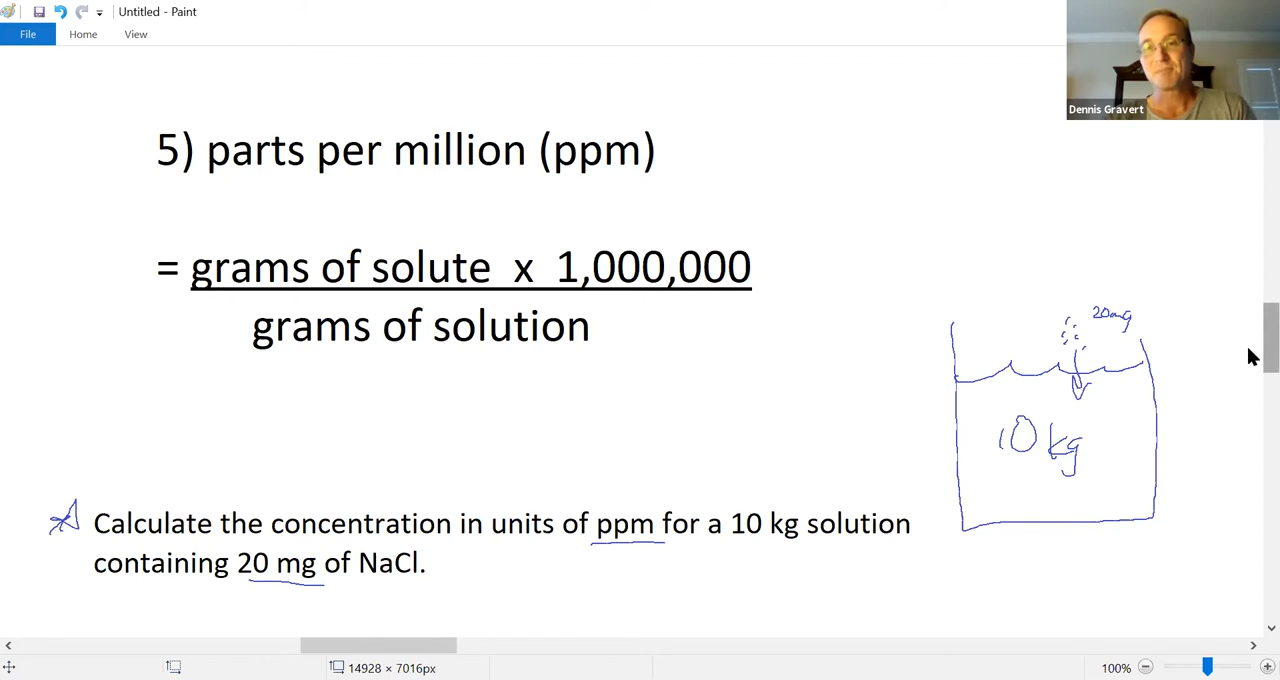 Untitled - Paint
File Home View
Dennis Gravert
5) parts per million (ppm)
= grams of solute x 1,000,000
grams of solution
20mg
10 kg
Calculate the concentration in units of ppm for a 10 kg solution
containing 20 mg of NaCl.
14928 × 7016px
100%